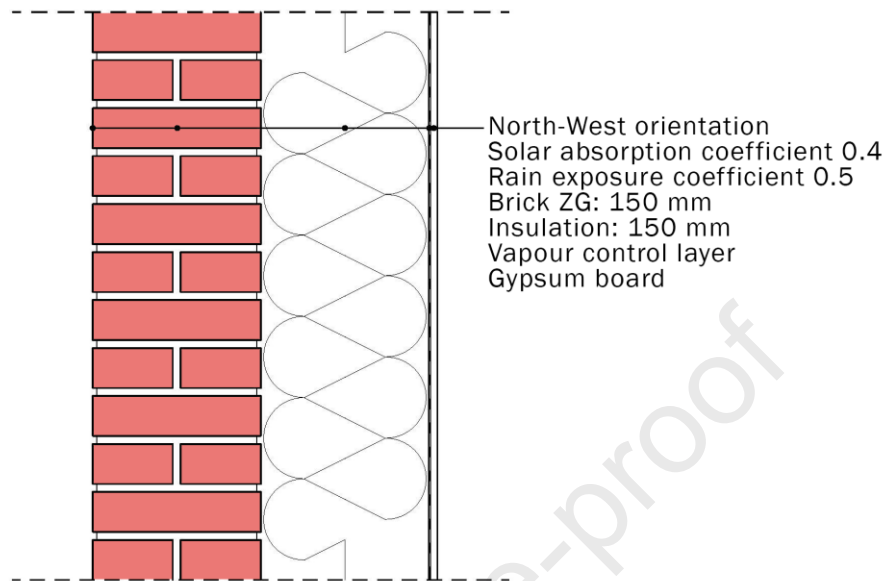 North-West orientation
Solar absorption coefficient 0.4
Rain exposure coefficient 0.5
Brick ZG: 150 mm
Insulation: 150 mm
Vapour control layer
Gypsum board
e-proof